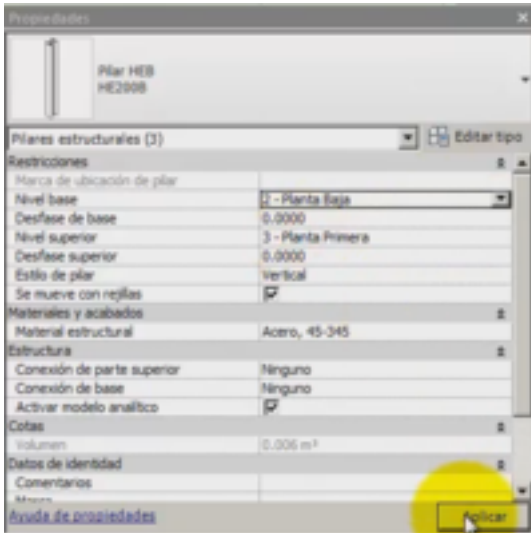 Propiedades
Pilar HEB
HE200B
Pilares estructurales (3)
Editar tipo
Restricciones
Marca de ubicación de pilar
Nivel base 2 - Planta Baja
Desfase de base 0.0000
Nivel superior 3 - Planta Primera
Desfase superior 0.0000
Estilo de pilar Vertical
Se mueve con rejillas
Materiales y acabados
Material estructural Acero, 45-345
Estructura
Conexión de parte superior Ninguno
Conexión de base Ninguno
Activar modelo analítico
Cotas
Volumen 0.006 m³
Datos de identidad
Comentarios
Marca
Ayuda de propiedades
Aplicar